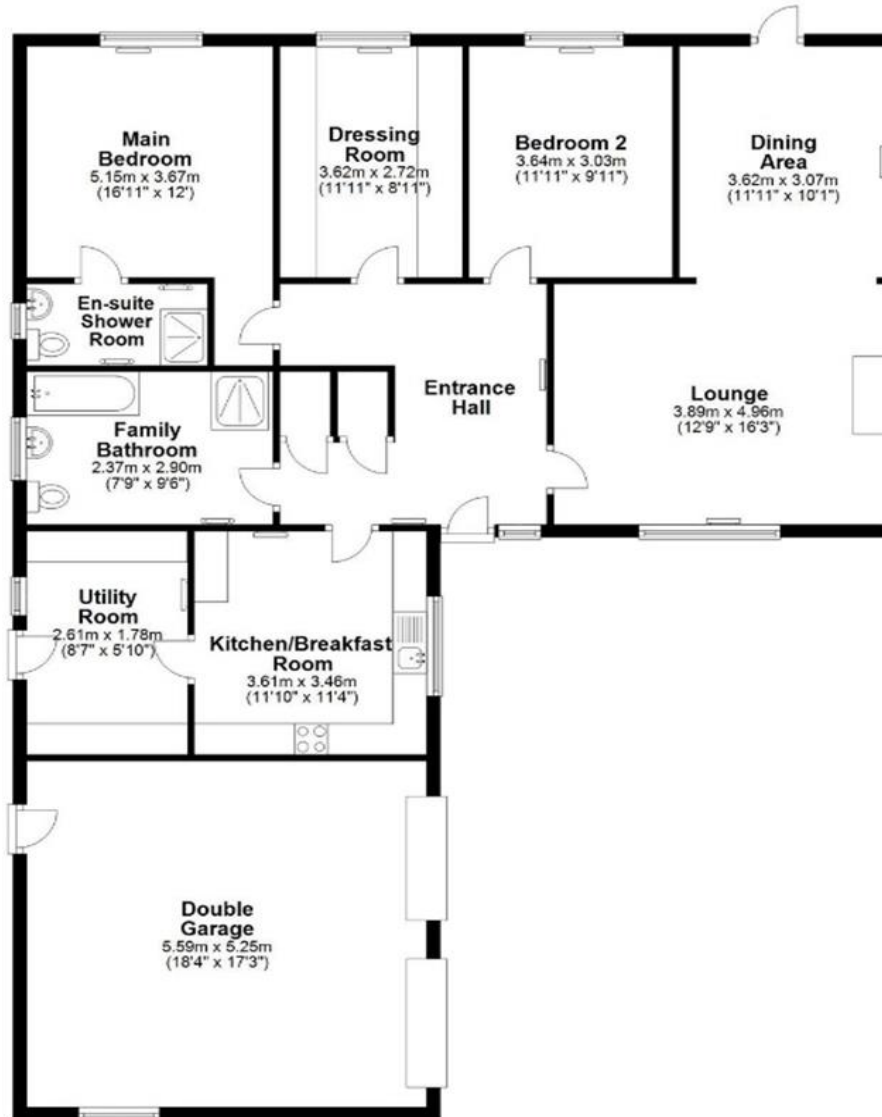 Main
Bedroom
5.15m x 3.67m
(16'11" x 12')
Dressing
Room
3.62m x 2.72m
(11'11" x 8'11")
Bedroom 2
3.64m x 3.03m
(11'11" x 9'11")
Dining
Area
3.62m x 3.07m
(11'11" x 10'1")
En-suite
Shower
Room
Entrance
Hall
Lounge
3.89m x 4.96m
(12'9" x 16'3")
Family
Bathroom
2.37m x 2.90m
(7'9" x 9'6")
Utility
Room
2.61m x 1.78m
(8'7" x 5'10")
Kitchen/Breakfast
Room
3.61m x 3.46m
(11'10" x 11'4")
Double
Garage
5.59m x 5.25m
(18'4" x 17'3")